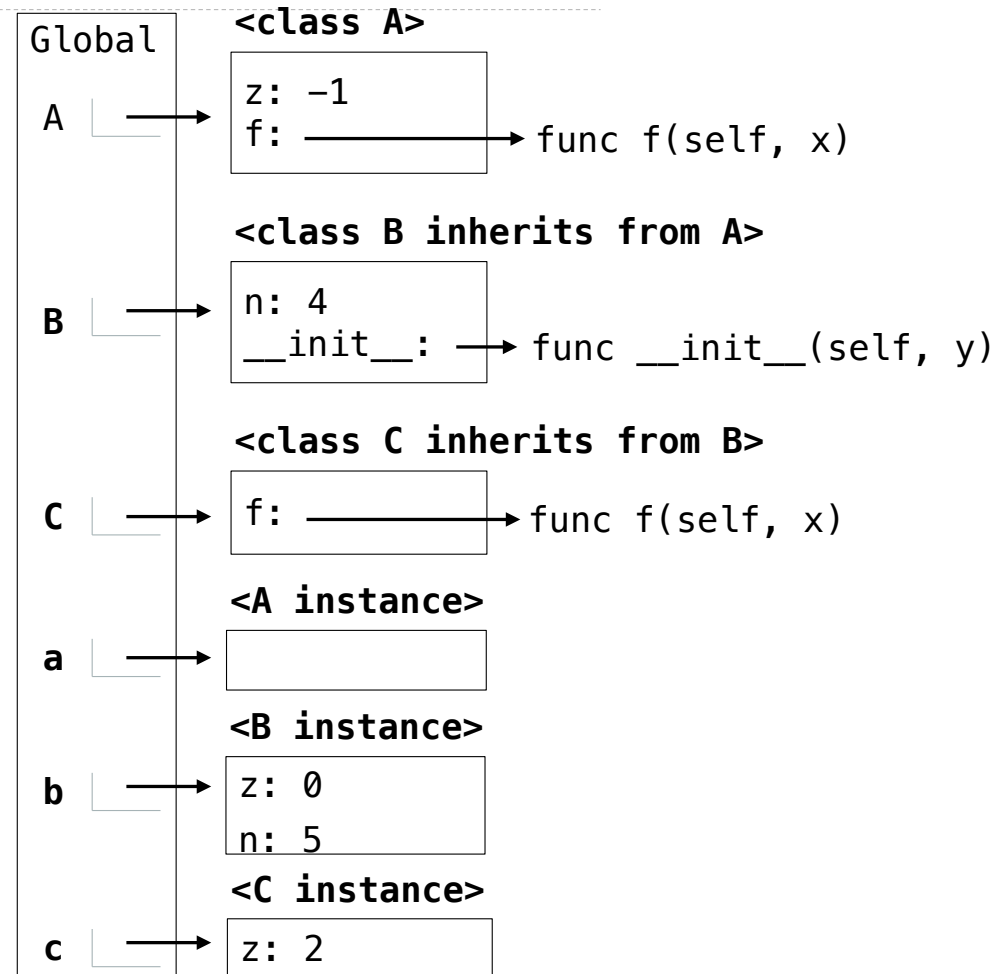 Global
<class A>
A
z: −1
f:
func f(self, x)
<class B inherits from A>
B
n: 4
__init__:
func __init__(self, y)
<class C inherits from B>
C
f:
func f(self, x)
<A instance>
a
<B instance>
b
z: 0
n: 5
<C instance>
c
z: 2